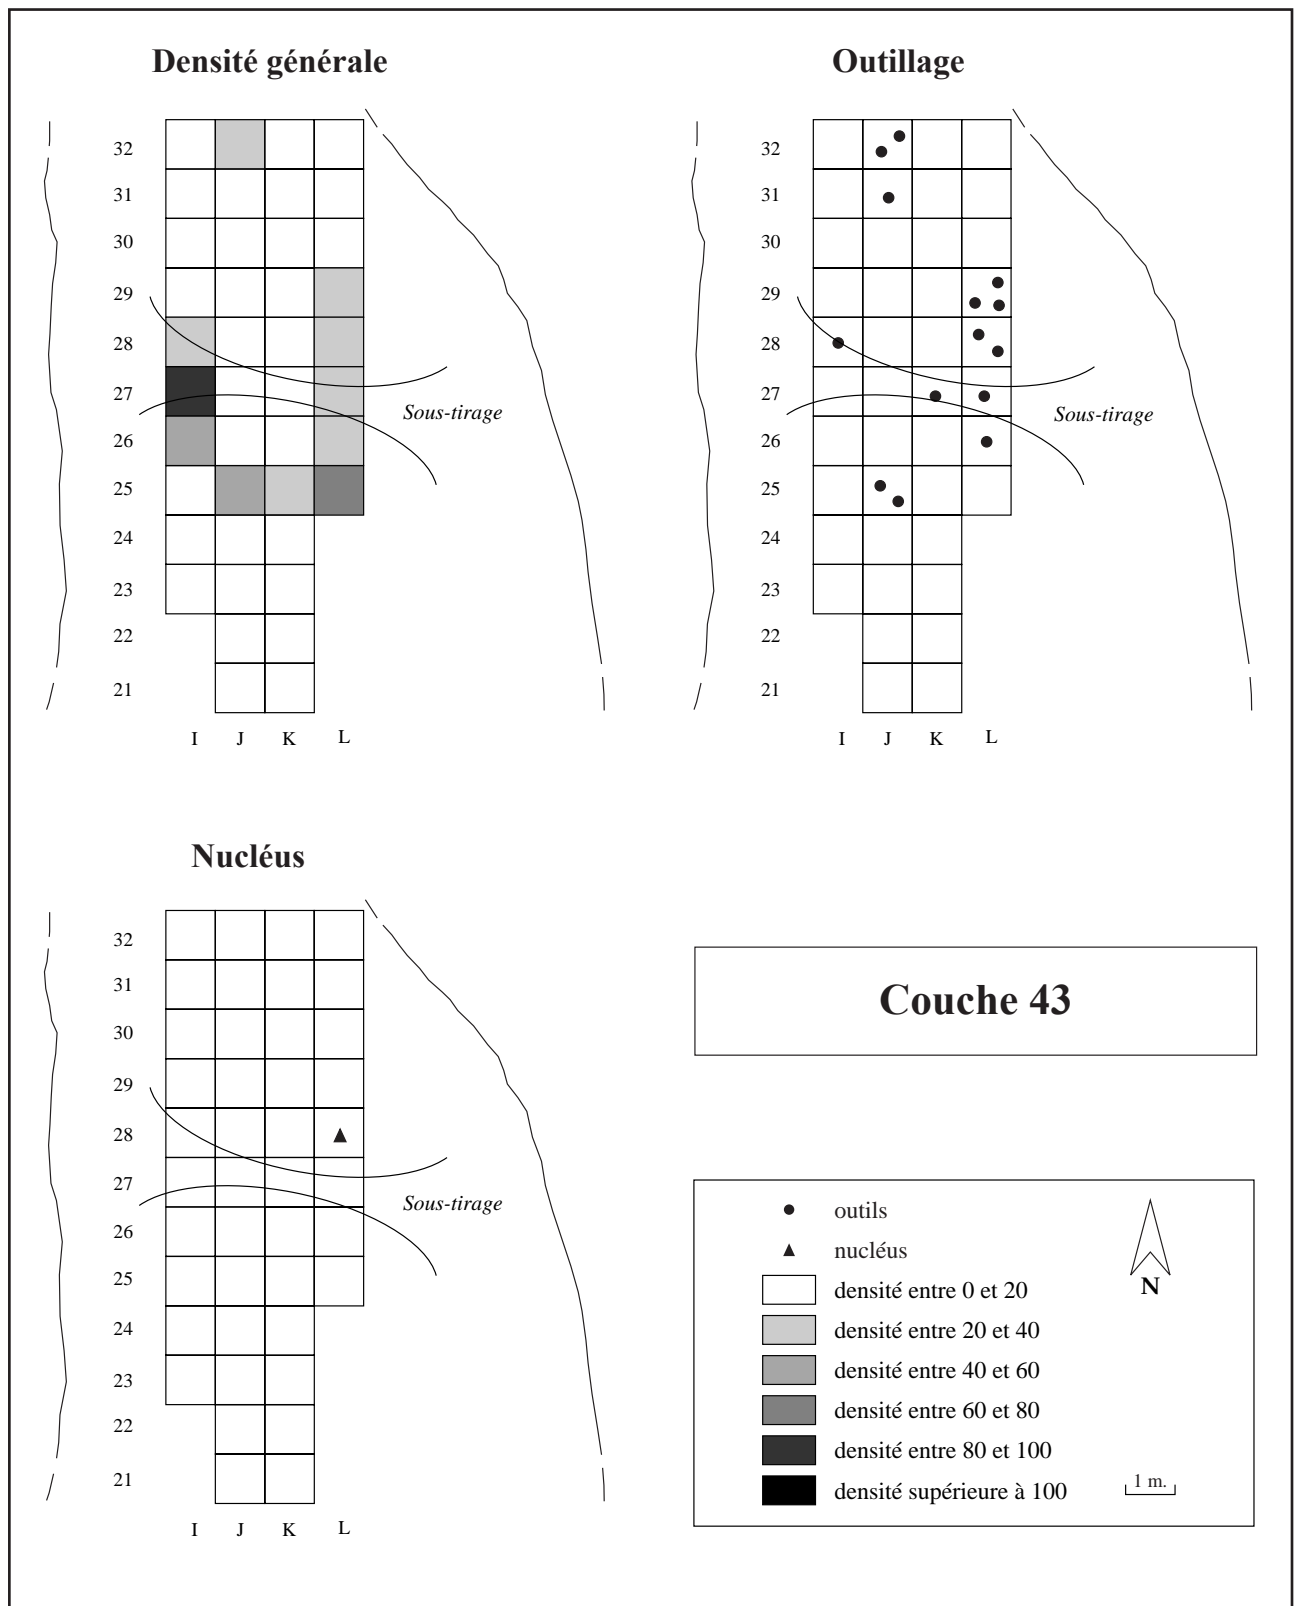 Densité générale
32
31
30
29
28
27
26
25
24
23
22
21
I J K L
Sous-tirage
Outillage
32
31
30
29
28
27
26
25
24
23
22
21
I J K L
Sous-tirage
Nucléus
32
31
30
29
28
27
26
25
24
23
22
21
I J K L
Sous-tirage
Couche 43
outils
nucléus
densité entre 0 et 20
densité entre 20 et 40
densité entre 40 et 60
densité entre 60 et 80
densité entre 80 et 100
densité supérieure à 100
N
1 m.